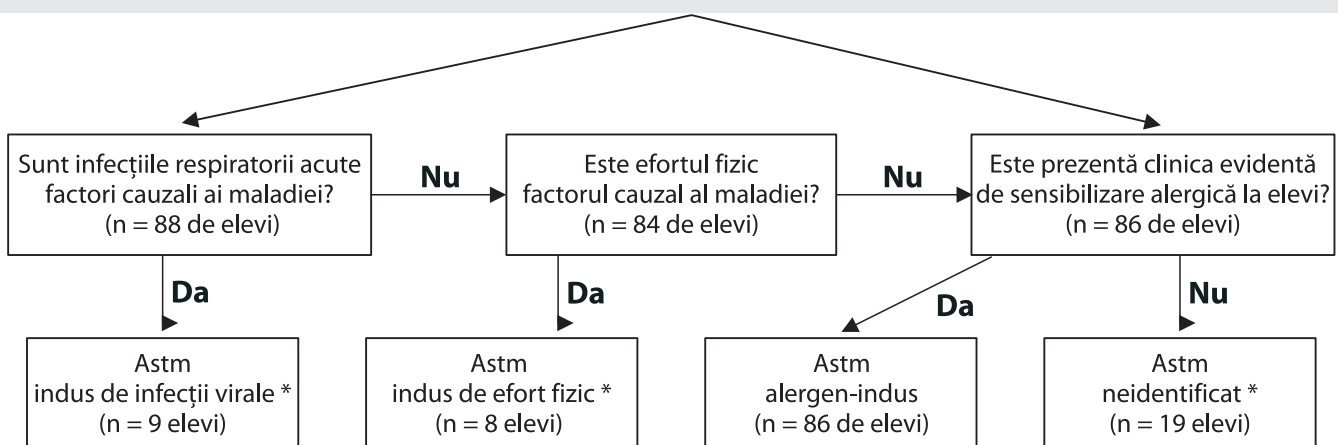 Sunt infecțiile respiratorii acute
factori cauzali ai maladiei?
(n = 88 de elevi)
Nu
Este efortul fizic
factorul cauzal al maladiei?
(n = 84 de elevi)
Nu
Este prezentă clinica evidentă
de sensibilizare alergică la elevi?
(n = 86 de elevi)
Da
Da
Da
Nu
Astm
indus de infecții virale *
(n = 9 elevi)
Astm
indus de efort fizic *
(n = 8 elevi)
Astm
alergen-indus
(n = 86 de elevi)
Astm
neidentificat *
(n = 19 elevi)